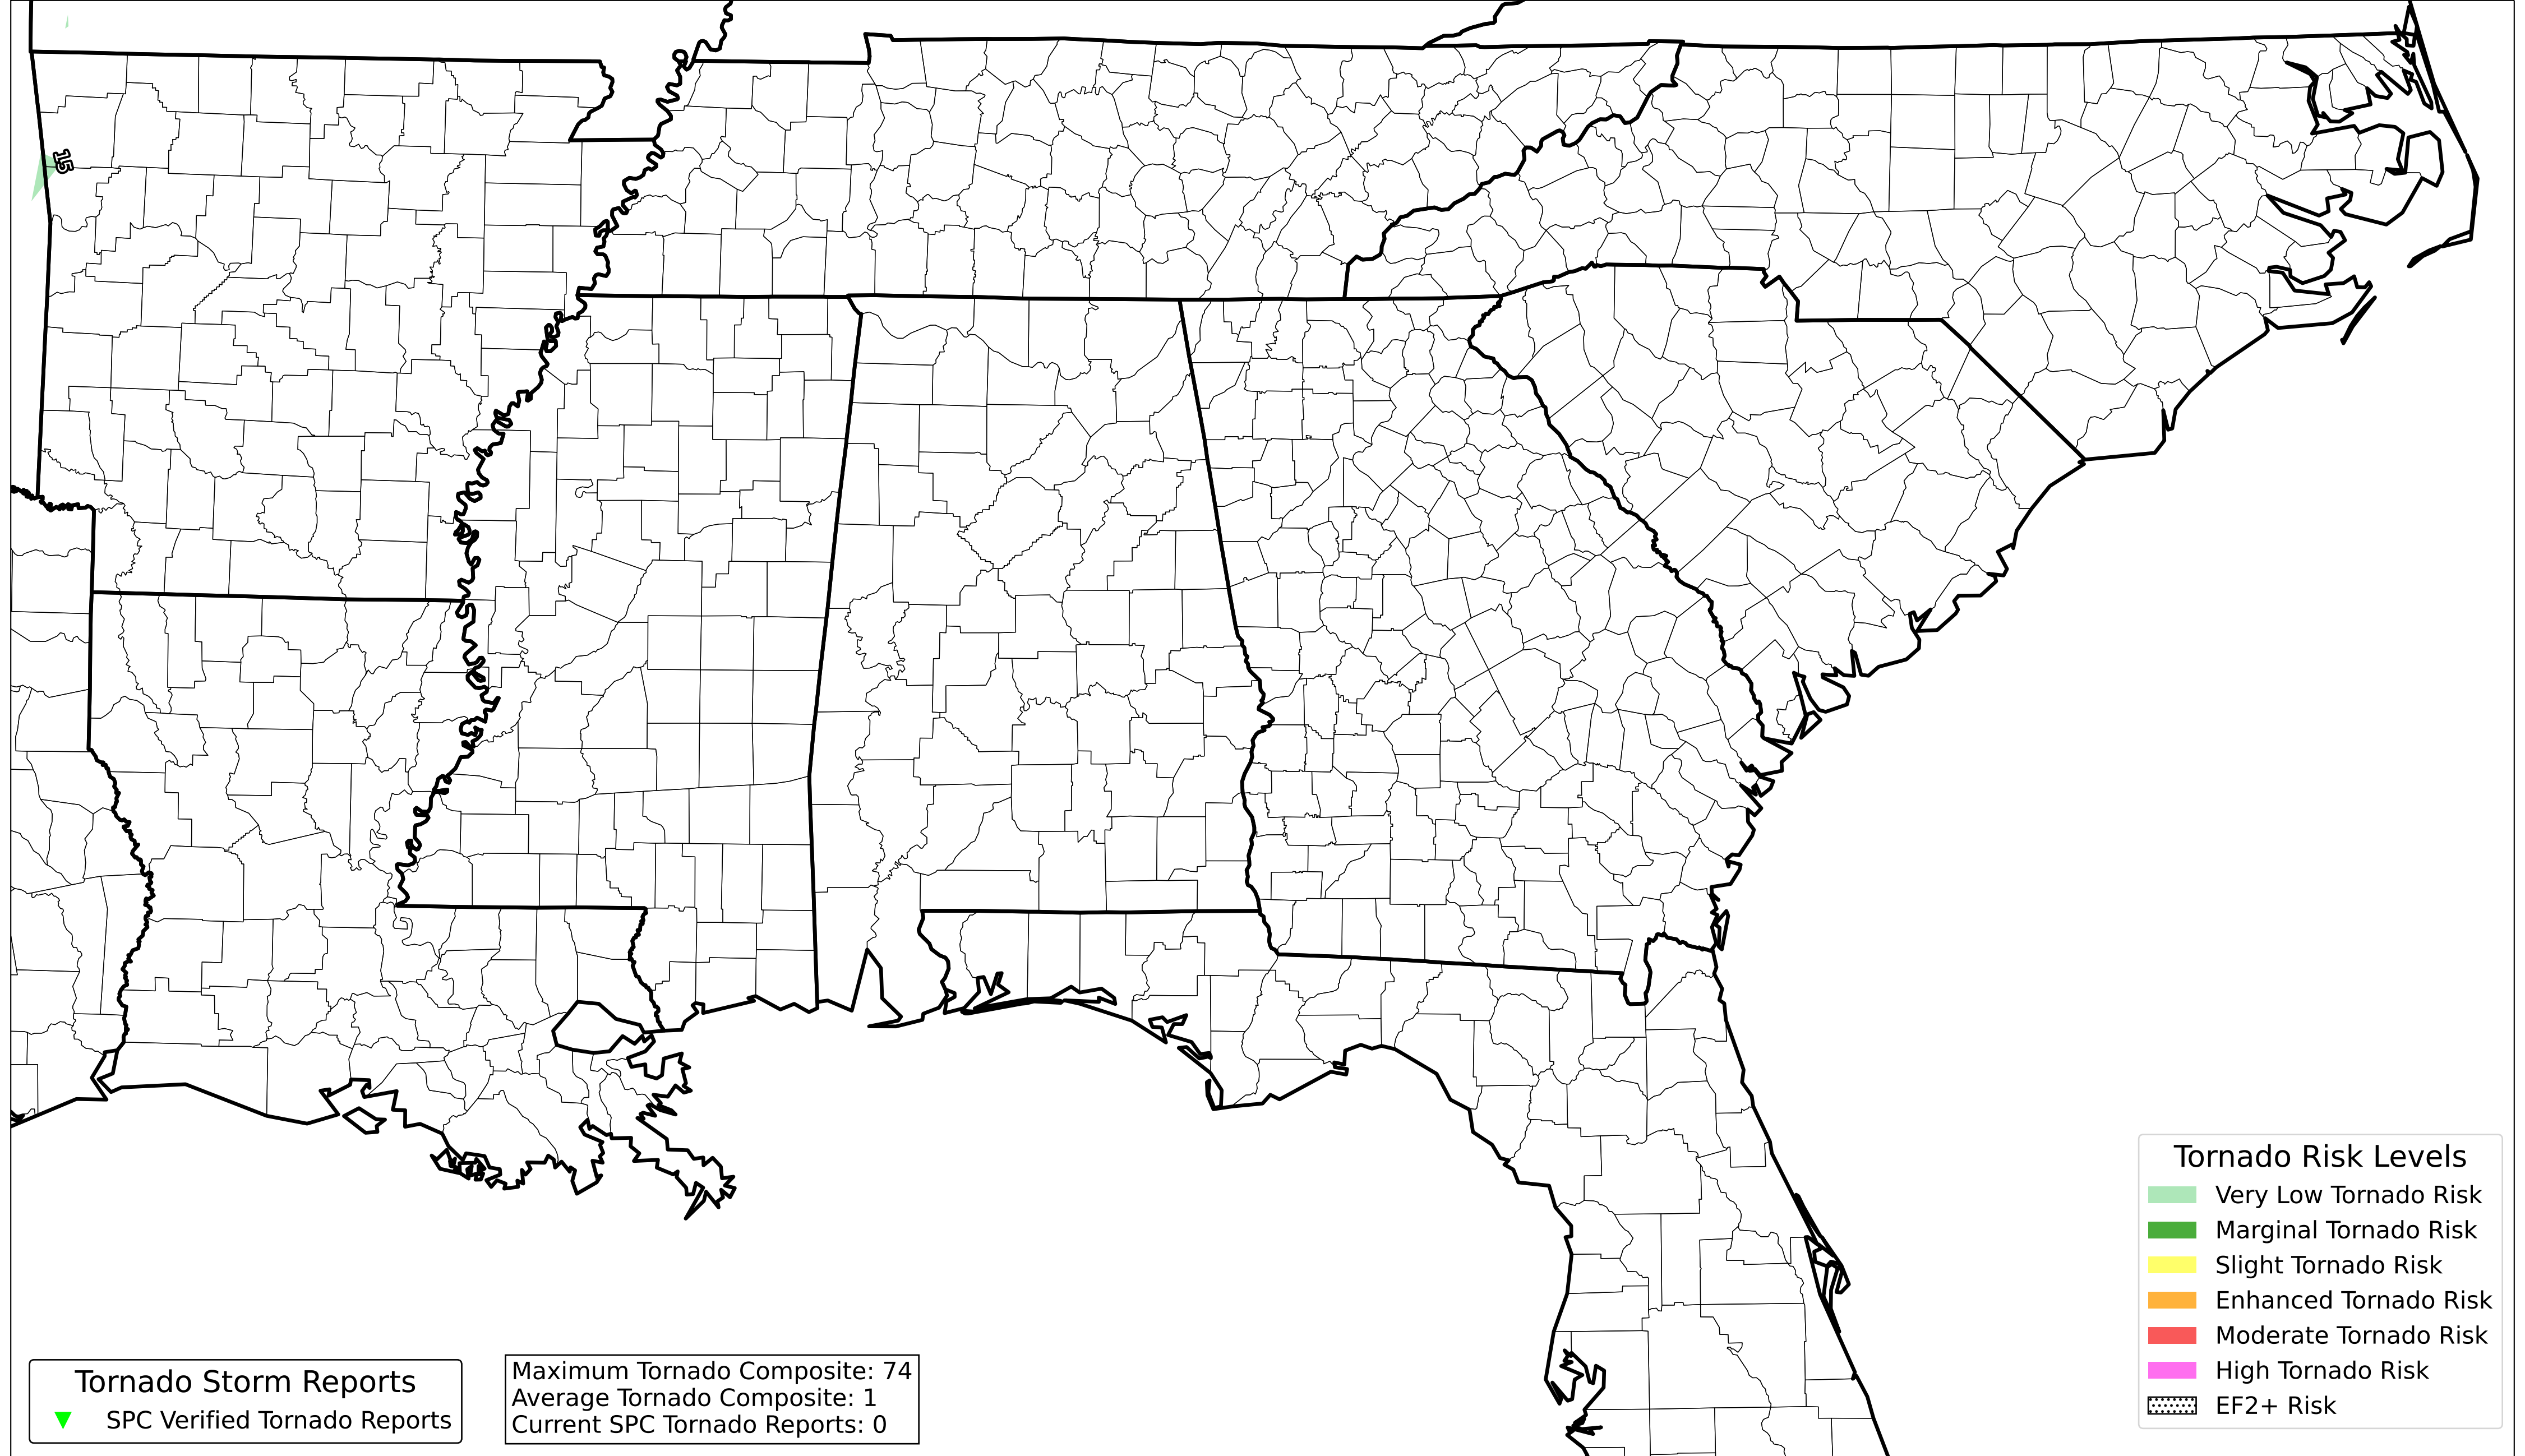 15
Tornado Risk Levels
Very Low Tornado Risk
Marginal Tornado Risk
Slight Tornado Risk
Enhanced Tornado Risk
Moderate Tornado Risk
High Tornado Risk
EF2+ Risk
Tornado Storm Reports
SPC Verified Tornado Reports
Maximum Tornado Composite: 74
Average Tornado Composite: 1
Current SPC Tornado Reports: 0